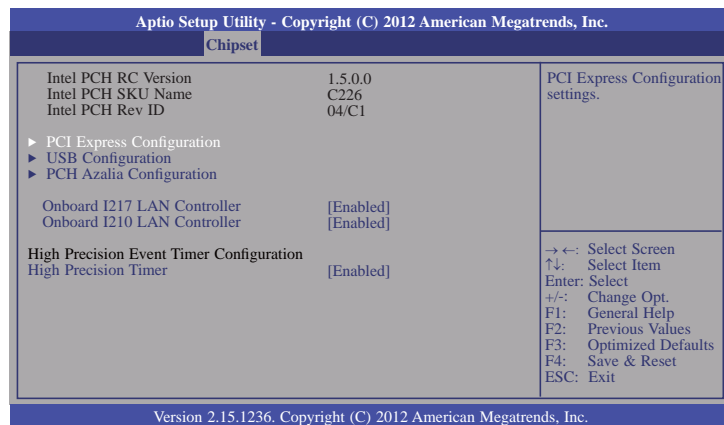 Aptio Setup Utility - Copyright (C) 2012 American Megatrends, Inc.
Chipset
Intel PCH RC Version 1.5.0.0
Intel PCH SKU Name C226
Intel PCH Rev ID 04/C1
► PCI Express Configuration
► USB Configuration
► PCH Azalia Configuration
Onboard I217 LAN Controller [Enabled]
Onboard I210 LAN Controller [Enabled]
High Precision Event Timer Configuration
High Precision Timer [Enabled]
PCI Express Configuration
settings.
→←: Select Screen
↑↓: Select Item
Enter: Select
+/-: Change Opt.
F1: General Help
F2: Previous Values
F3: Optimized Defaults
F4: Save & Reset
ESC: Exit
Version 2.15.1236. Copyright (C) 2012 American Megatrends, Inc.